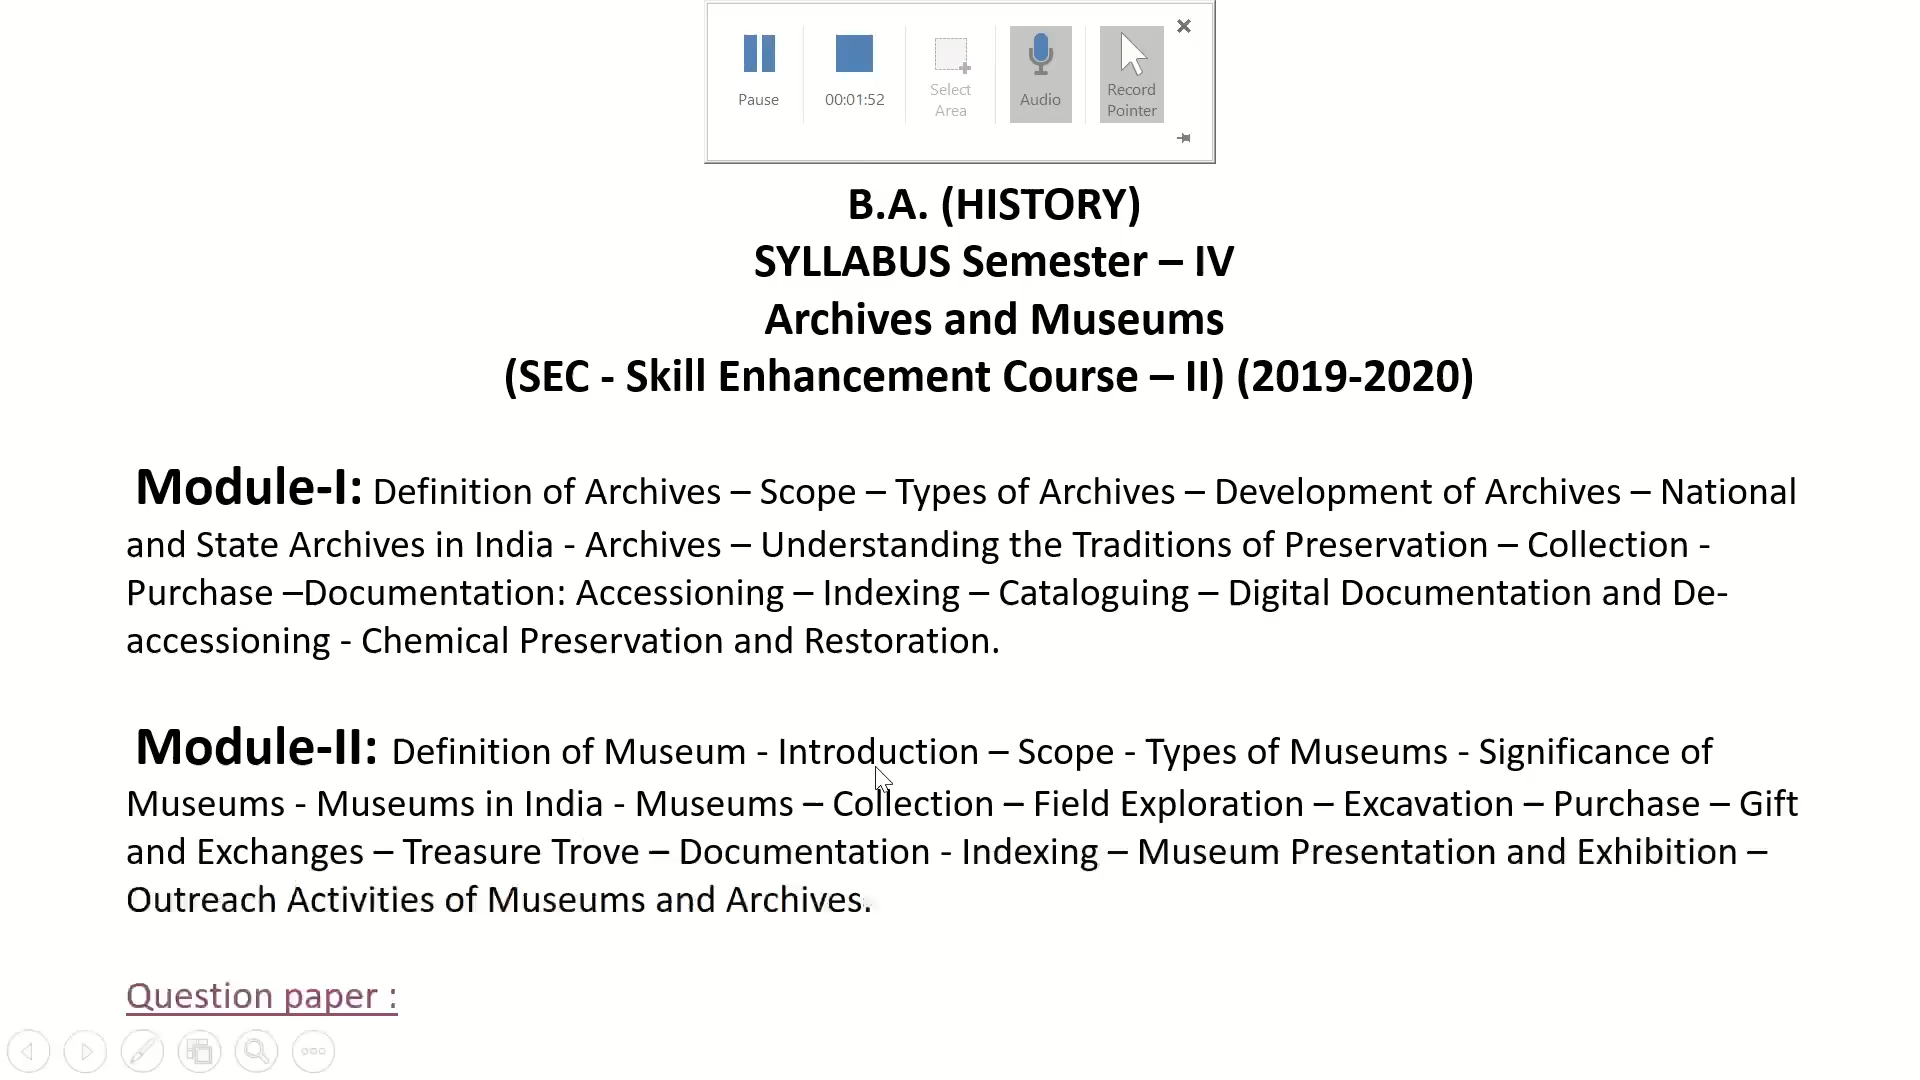 Pause
00:01:52
Select
Area
Audio
Record
Pointer
B.A. (HISTORY)
SYLLABUS Semester – IV
Archives and Museums
(SEC - Skill Enhancement Course – II) (2019-2020)
Module-I: Definition of Archives – Scope – Types of Archives – Development of Archives – National
and State Archives in India - Archives – Understanding the Traditions of Preservation – Collection -
Purchase –Documentation: Accessioning – Indexing – Cataloguing – Digital Documentation and De-
accessioning - Chemical Preservation and Restoration.
Module-II: Definition of Museum - Introduction – Scope - Types of Museums - Significance of
Museums - Museums in India - Museums – Collection – Field Exploration – Excavation – Purchase – Gift
and Exchanges – Treasure Trove – Documentation - Indexing – Museum Presentation and Exhibition –
Outreach Activities of Museums and Archives.
Question paper :